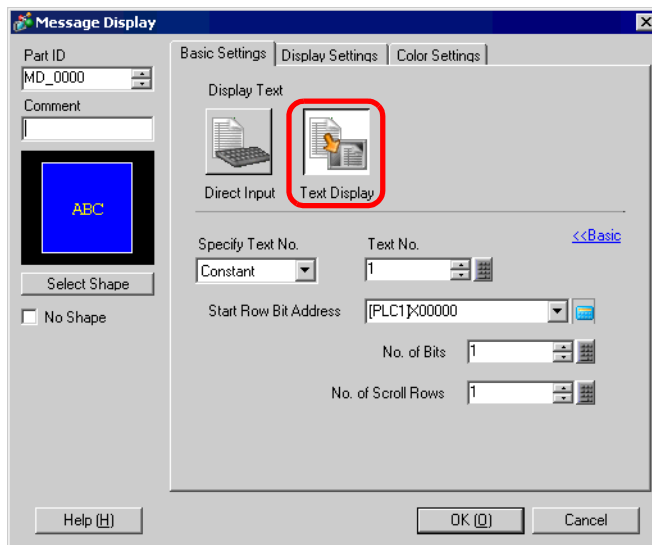 Message Display
Part ID
MD_0000
Comment
ABC
Select Shape
No Shape
Help (H)
Basic Settings
Display Settings
Color Settings
Display Text
Direct Input
Text Display
<<Basic
Specify Text No.
Text No.
Constant
1
Start Row Bit Address
[PLC1]X00000
No. of Bits
1
No. of Scroll Rows
1
OK (O)
Cancel